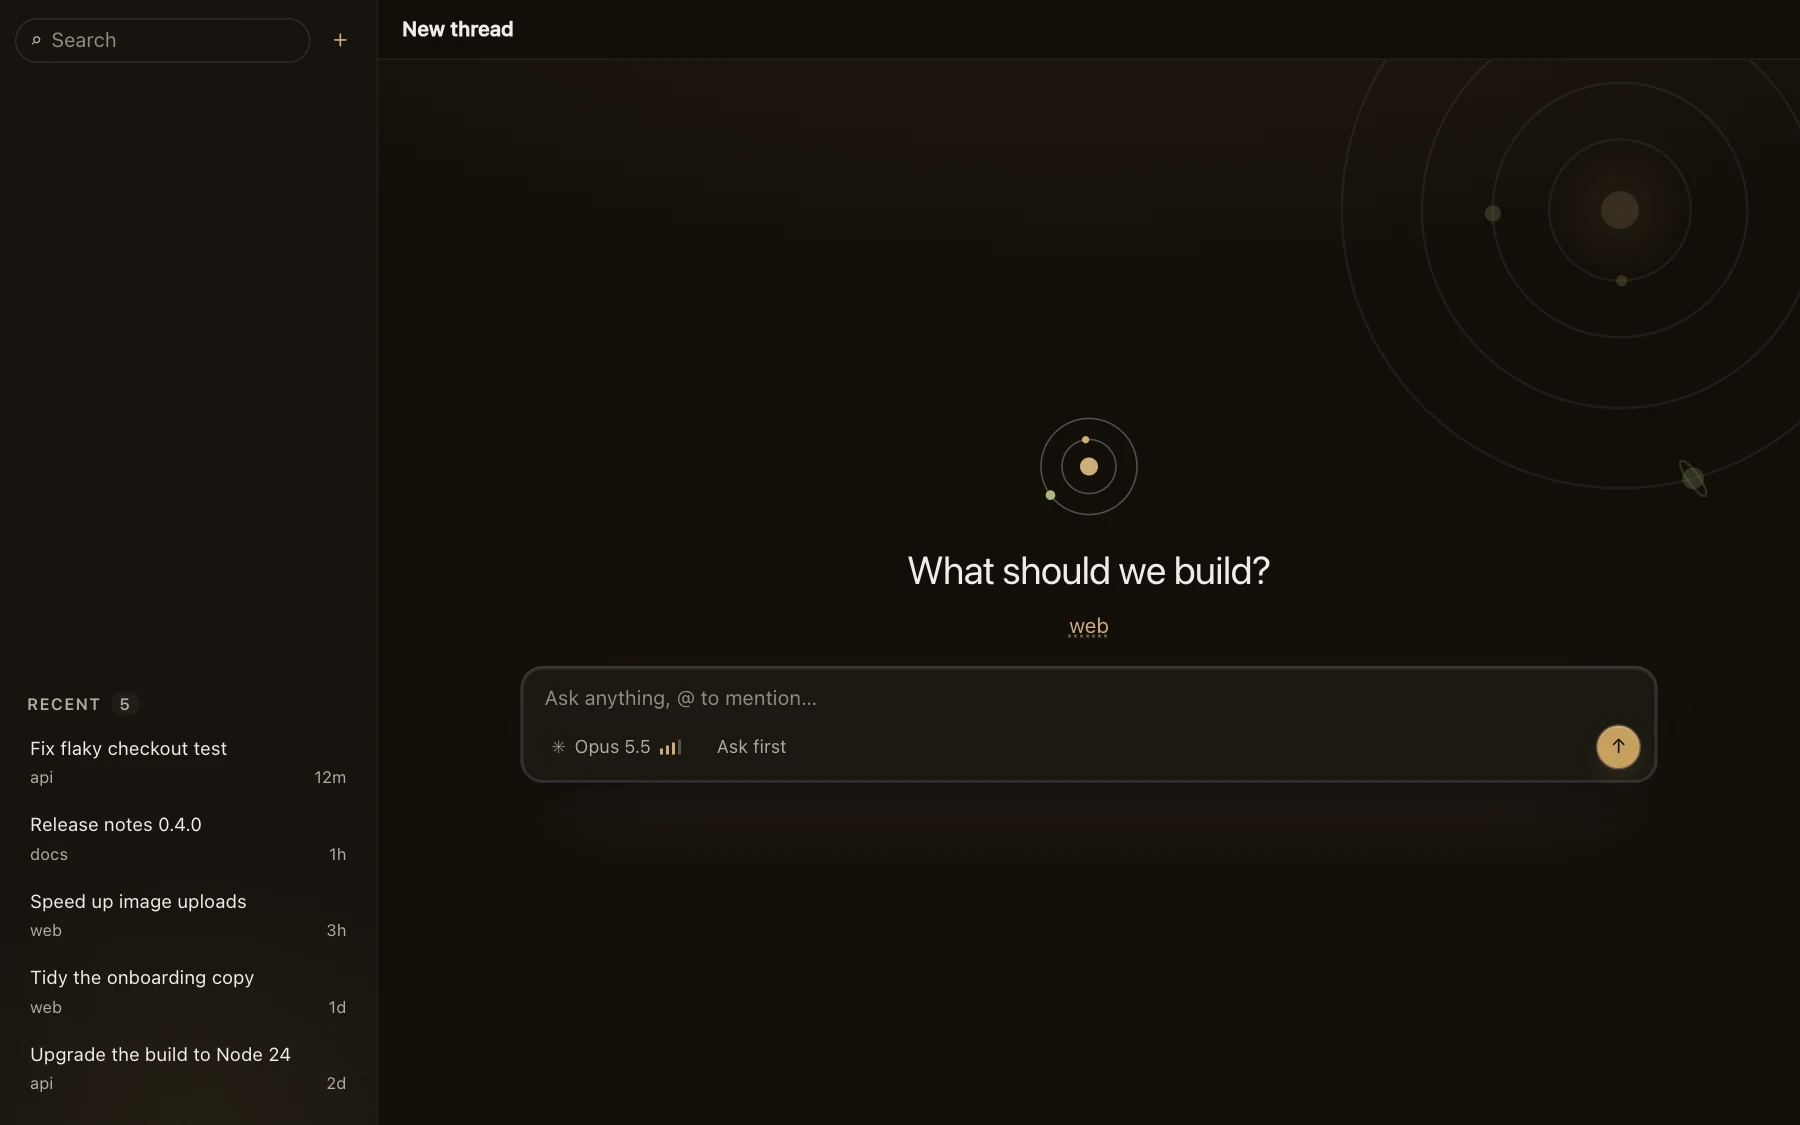 Search
+
New thread
What should we build?
web
Ask anything, @ to mention...
Opus 5.5
Ask first
RECENT 5
Fix flaky checkout test
api 12m
Release notes 0.4.0
docs 1h
Speed up image uploads
web 3h
Tidy the onboarding copy
web 1d
Upgrade the build to Node 24
api 2d